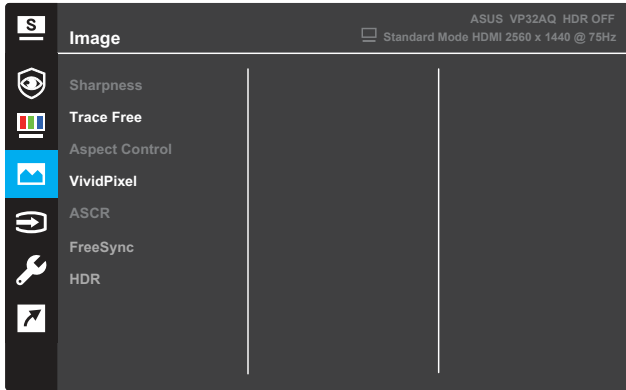 S
ASUS VP32AQ HDR OFF
Image
Standard Mode HDMI 2560 x 1440 @ 75Hz
Sharpness
Trace Free
Aspect Control
VividPixel
ASCR
FreeSync
HDR